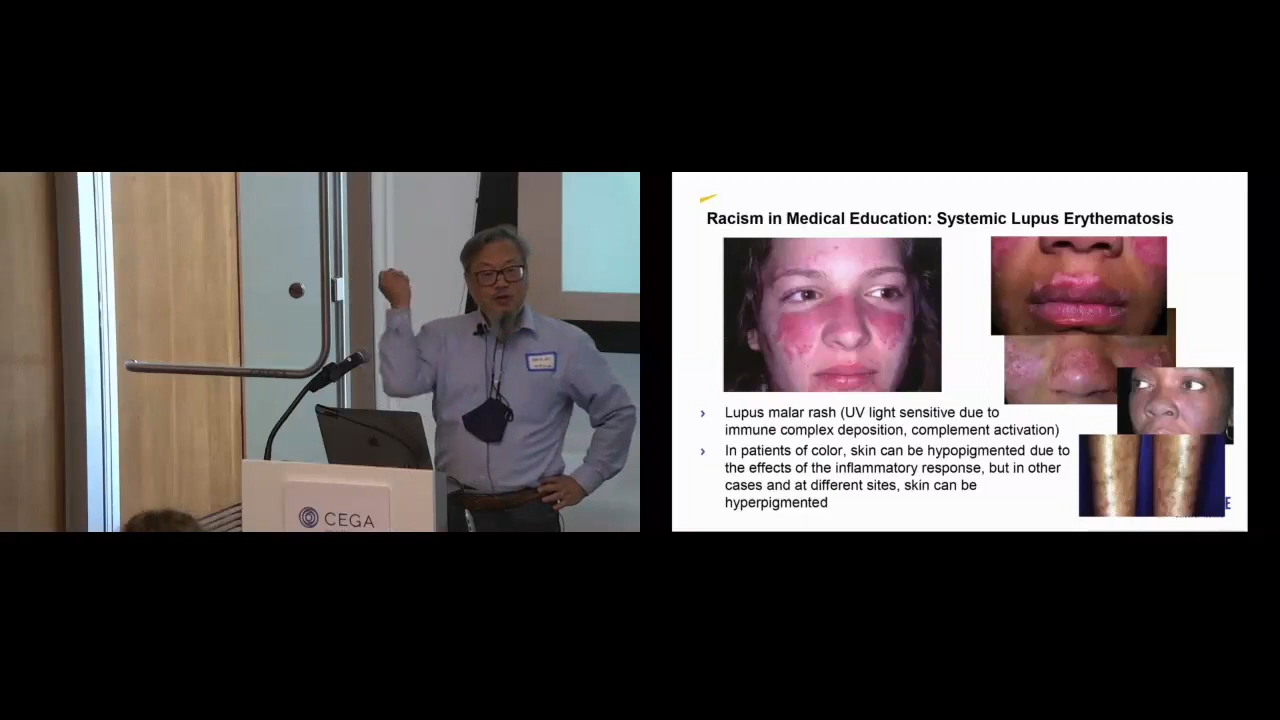 CEGA
Racism in Medical Education: Systemic Lupus Erythematosis
› Lupus malar rash (UV light sensitive due to
immune complex deposition, complement activation)
› In patients of color, skin can be hypopigmented due to
the effects of the inflammatory response, but in other
cases and at different sites, skin can be
hyperpigmented
E